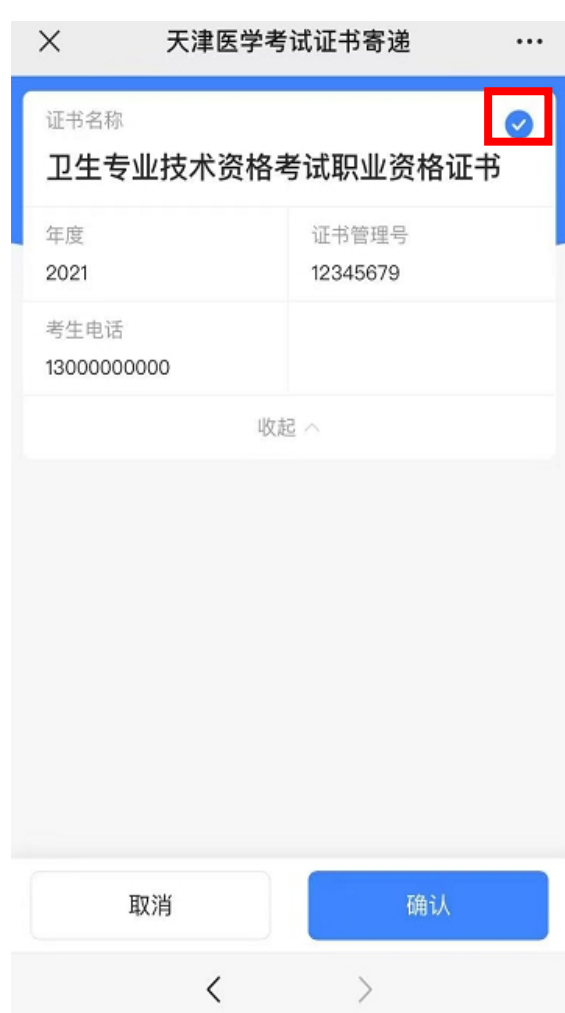 天津医学考试证书寄递
证书名称
卫生专业技术资格考试职业资格证书
年度
证书管理号
2021
12345679
考生电话
13000000000
收起
取消
确认